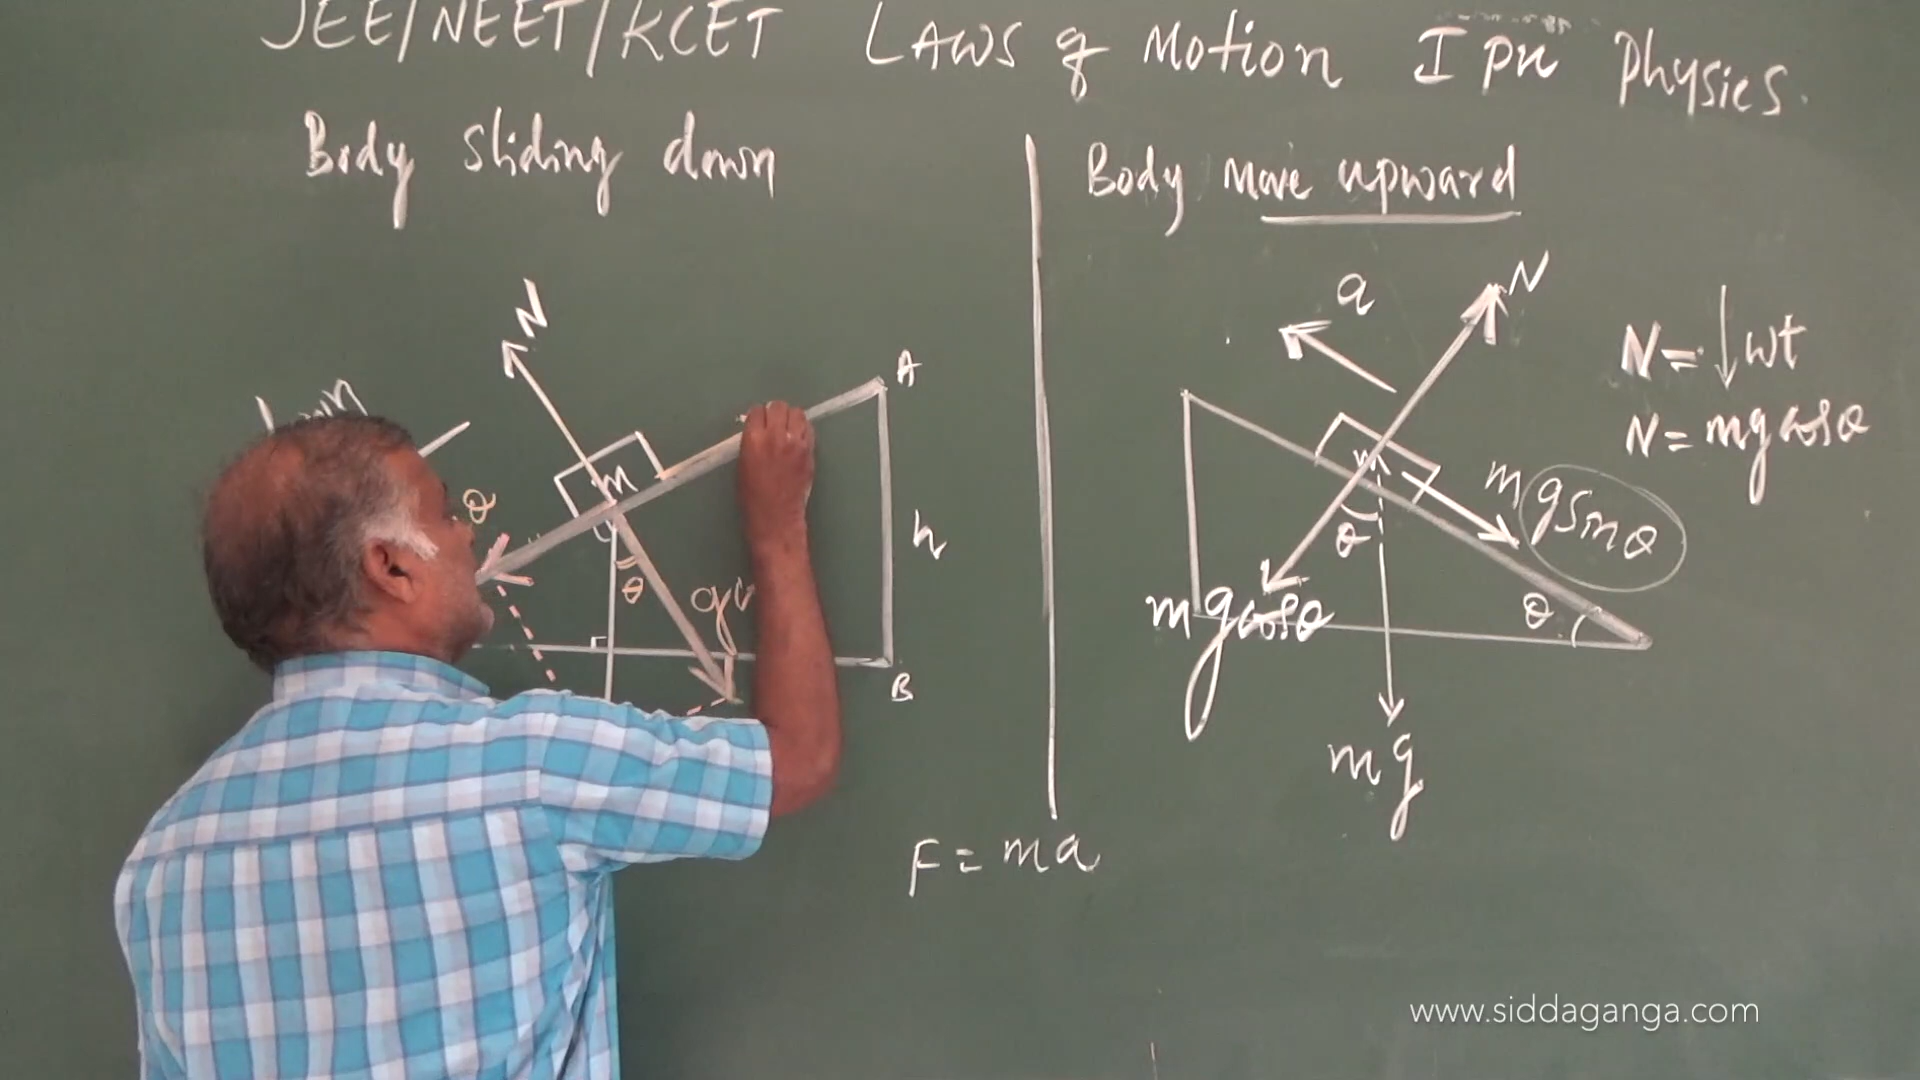 JEE/NEET/KCET LAWS of Motion I PU Physics.
Body sliding down
N
A
m
a
θ
h
B
F = ma
Body Move upward
a
N
N = ↓ wt
N = mg cosθ
m
mg sinθ
θ
θ
mg cosθ
mg
www.siddaganga.com